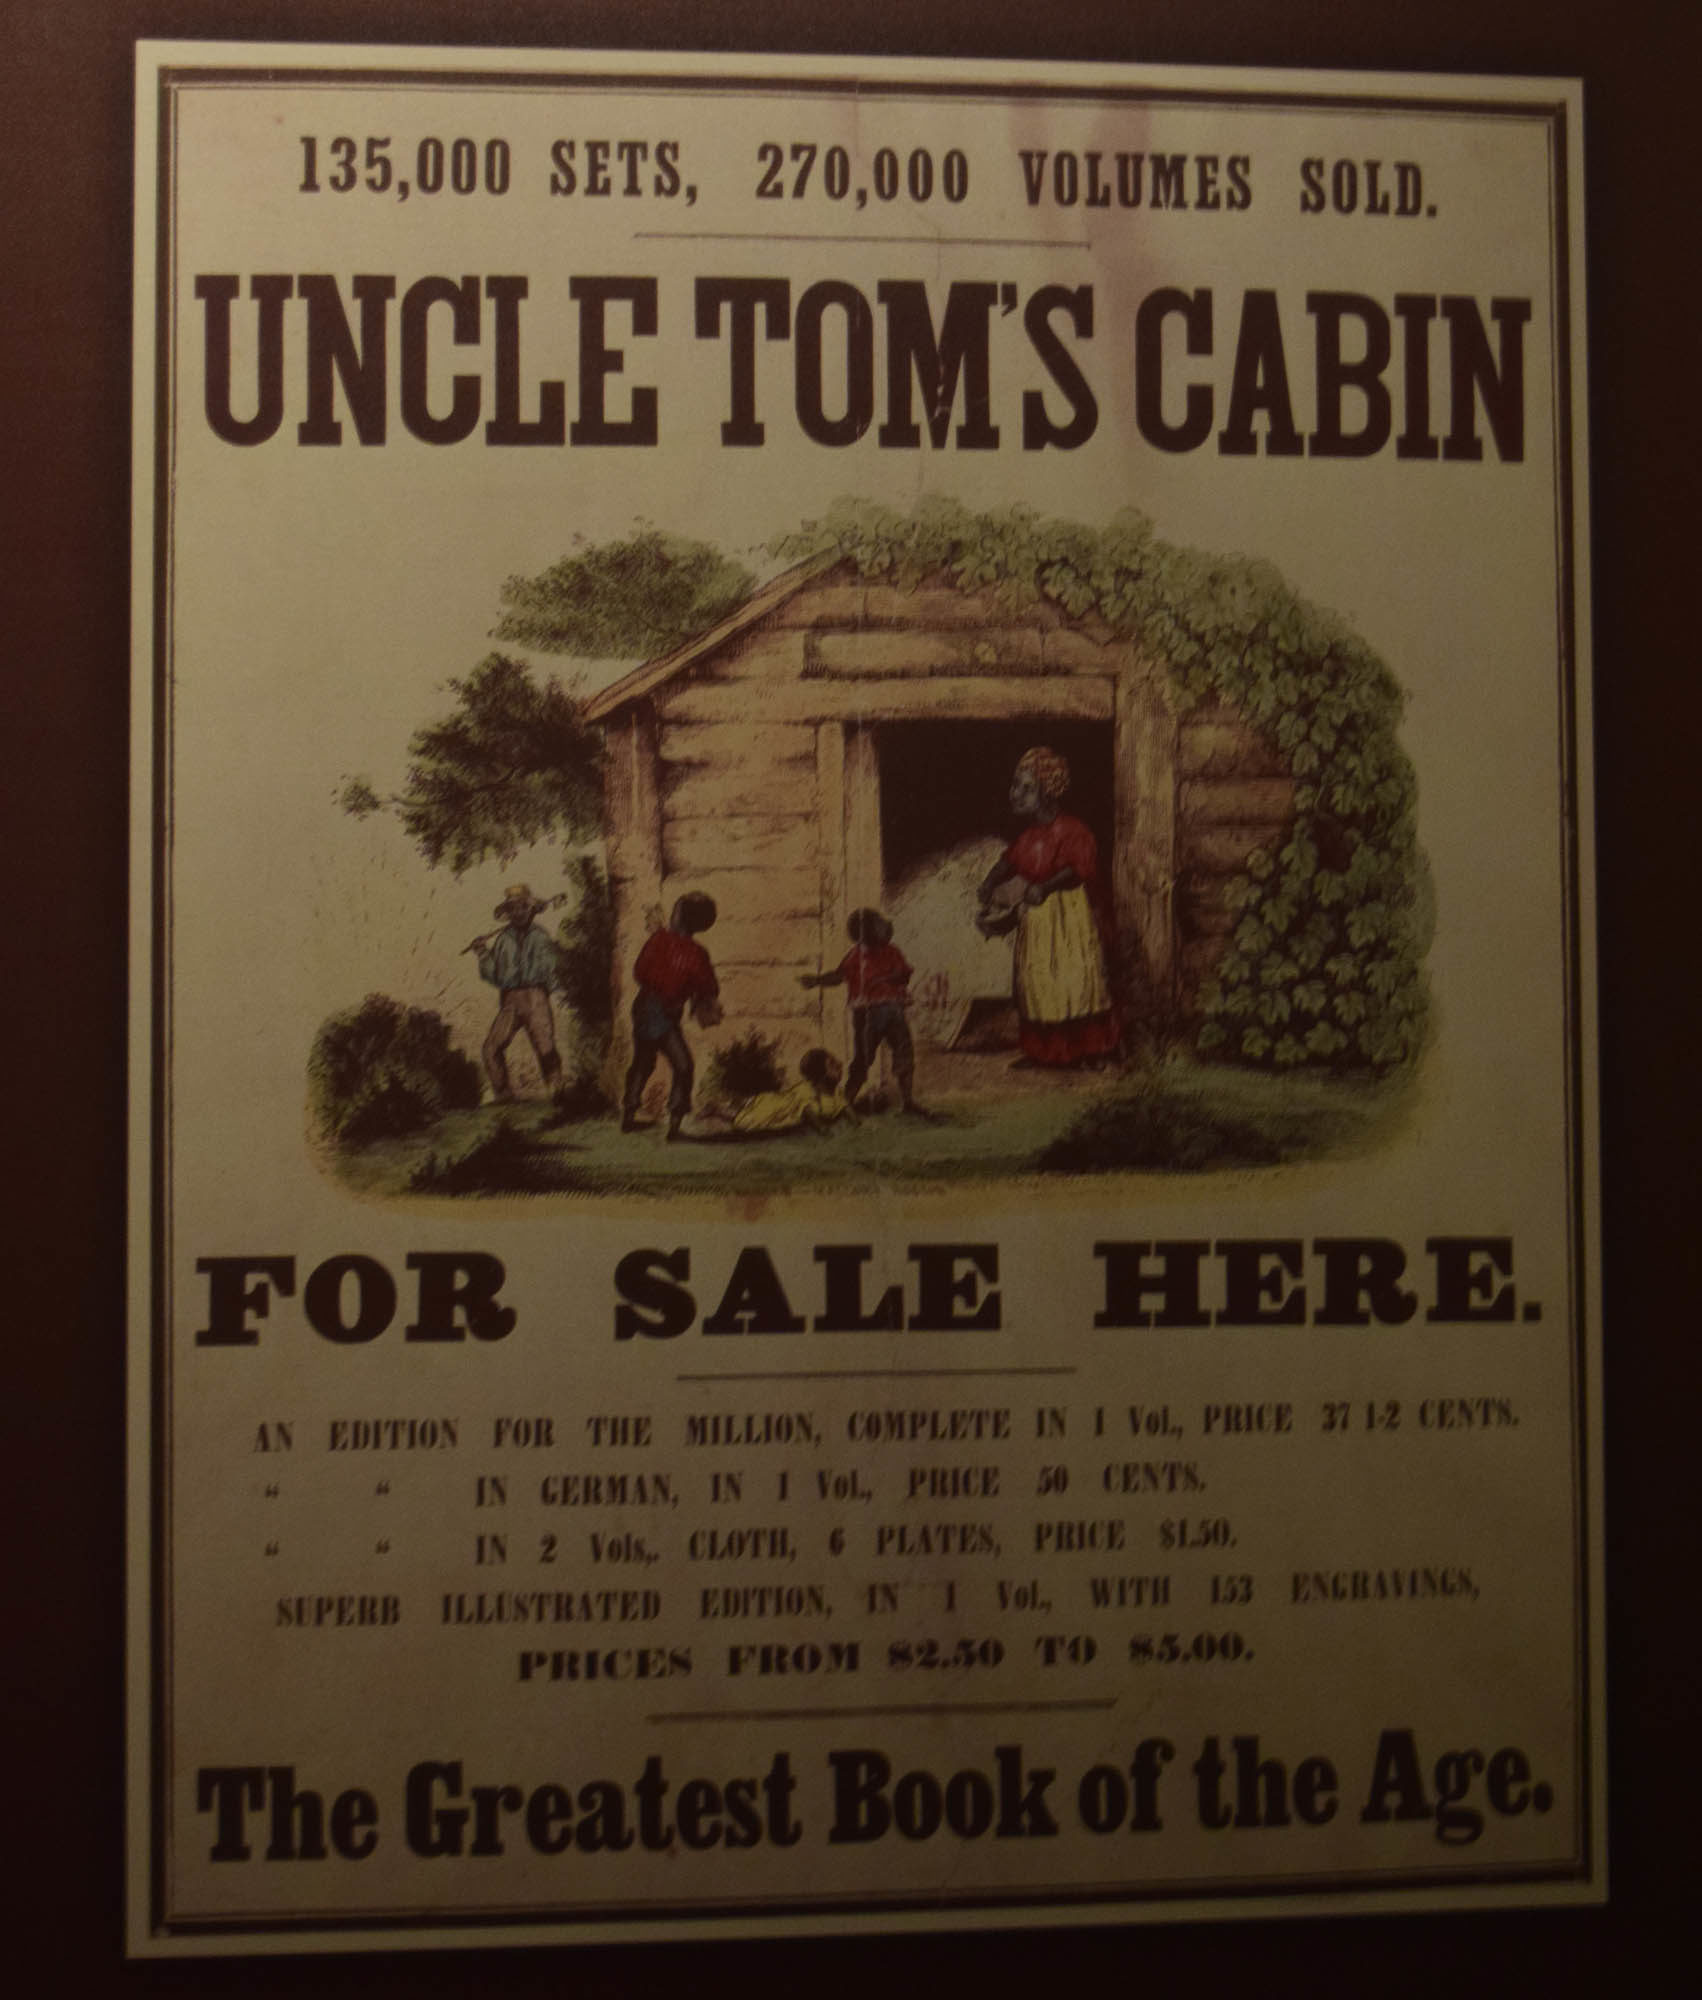 135,000 SETS, 270,000 VOLUMES SOLD.
UNCLE TOM'S CABIN
FOR SALE HERE.
AN EDITION FOR THE MILLION, COMPLETE IN 1 Vol., PRICE 37 1-2 CENTS.
" " IN GERMAN, IN 1 Vol., PRICE 50 CENTS.
" " IN 2 Vols,. CLOTH, 6 PLATES, PRICE $1.50.
SUPERB ILLUSTRATED EDITION, IN 1 Vol., WITH 153 ENGRAVINGS,
PRICES FROM $2.50 TO $5.00.
The Greatest Book of the Age.